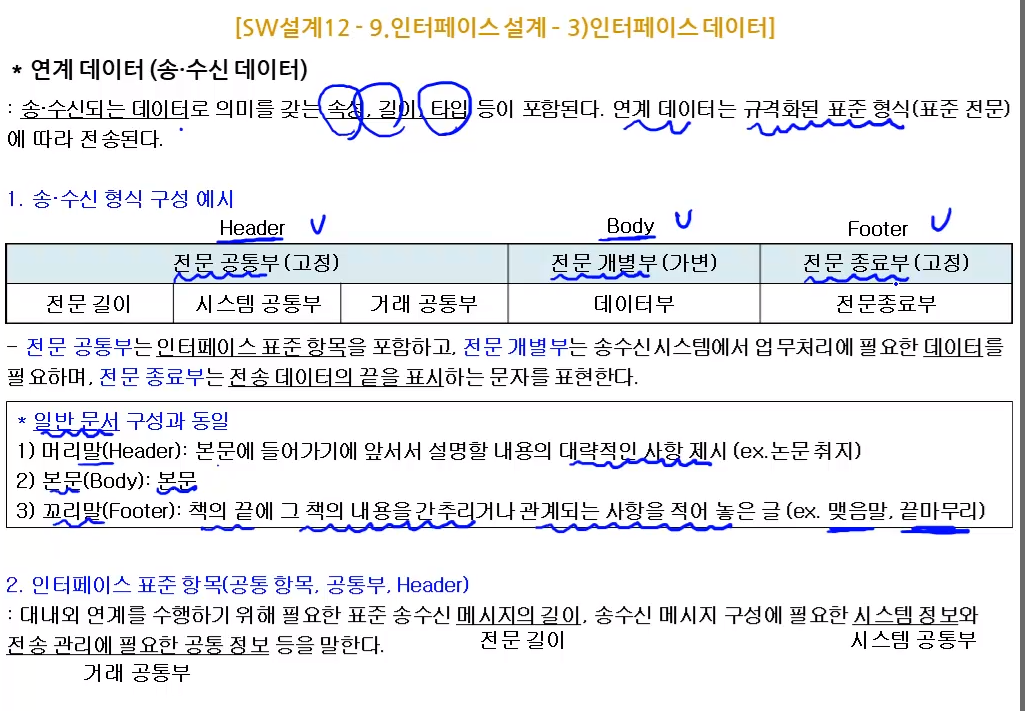 [SW설계12 - 9.인터페이스 설계 - 3)인터페이스 데이터]
* 연계 데이터 (송·수신 데이터)
: 송·수신되는 데이터로 의미를 갖는 속성, 길이, 타입 등이 포함된다. 연계 데이터는 규격화된 표준 형식(표준 전문)
에 따라 전송된다.
1. 송·수신 형식 구성 예시
Header Body Footer
전문 공통부(고정) 전문 개별부(가변) 전문 종료부(고정)
전문 길이 시스템 공통부 거래 공통부 데이터부 전문종료부
- 전문 공통부는 인터페이스 표준 항목을 포함하고, 전문 개별부는 송수신시스템에서 업무처리에 필요한 데이터를
필요하며, 전문 종료부는 전송 데이터의 끝을 표시하는 문자를 표현한다.
* 일반 문서 구성과 동일
1) 머리말(Header): 본문에 들어가기에 앞서서 설명할 내용의 대략적인 사항 제시 (ex.논문 취지)
2) 본문(Body): 본문
3) 꼬리말(Footer): 책의 끝에 그 책의 내용을 간추리거나 관계되는 사항을 적어 놓은 글 (ex. 맺음말, 끝마무리)
2. 인터페이스 표준 항목(공통 항목, 공통부, Header)
: 대내외 연계를 수행하기 위해 필요한 표준 송수신 메시지의 길이, 송수신 메시지 구성에 필요한 시스템 정보와
전문 길이 시스템 공통부
전송 관리에 필요한 공통 정보 등을 말한다.
거래 공통부